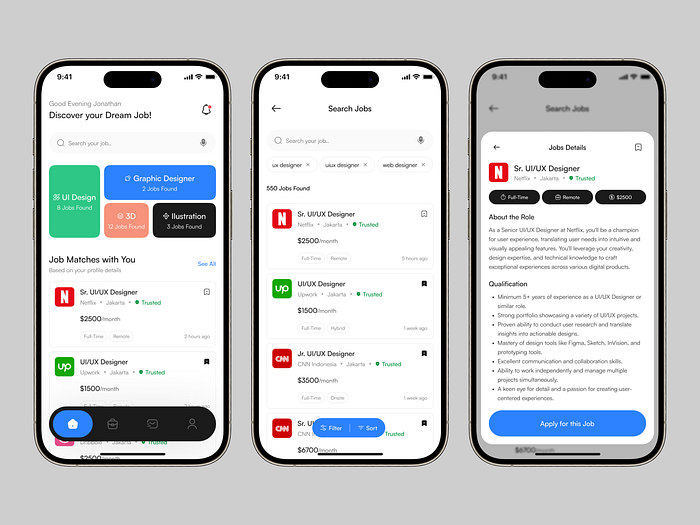 9:41
Good Evening Jonathan
Discover your Dream Job!
Search your job..
UI Design
8 Jobs Found
Graphic Designer
2 Jobs Found
3D
12 Jobs Found
Ilustration
3 Jobs Found
Job Matches with You
See All
Based on your profile details
N
Sr. UI/UX Designer
Netflix • Jakarta • Trusted
$2500/month
Full-Time
Remote
2 hours ago
up
UI/UX Designer
Upwork • Jakarta • Trusted
$1500/month
Dribbble Jakarta Trusted
$2500/month
9:41
Search Jobs
Search your job..
ux designer ×
uiux designer ×
web designer ×
550 Jobs Found
N
Sr. UI/UX Designer
Netflix • Jakarta • Trusted
$2500/month
Full-Time
Remote
5 hours ago
up
UI/UX Designer
Upwork • Jakarta • Trusted
$1500/month
Full-Time
Hybrid
1 week ago
CNN
Jr. UI/UX Designer
CNN Indonesia • Jakarta • Trusted
$3500/month
Full-Time
Onsite
1 week ago
CNN
Sr. UI/UX Designer
CNN Trusted
Filter
Sort
$6700/month
9:41
Search Jobs
Jobs Details
N
Sr. UI/UX Designer
Netflix • Jakarta • Trusted
Full-Time
Remote
$2500
About the Role
As a Senior UI/UX Designer at Netflix, you'll be a champion
for user experience, translating user needs into intuitive and
visually appealing features. You'll leverage your creativity,
design expertise, and technical knowledge to craft
exceptional experiences across various digital products.
Qualification
• Minimum 5+ years of experience as a UI/UX Designer or
similar role.
• Strong portfolio showcasing a variety of UI/UX projects.
• Proven ability to conduct user research and translate
insights into actionable designs.
• Mastery of design tools like Figma, Sketch, InVision, and
prototyping tools.
• Excellent communication and collaboration skills.
• Ability to work independently and manage multiple
projects simultaneously.
• A keen eye for detail and a passion for creating user-
centered experiences.
Apply for this Job
$6700/month